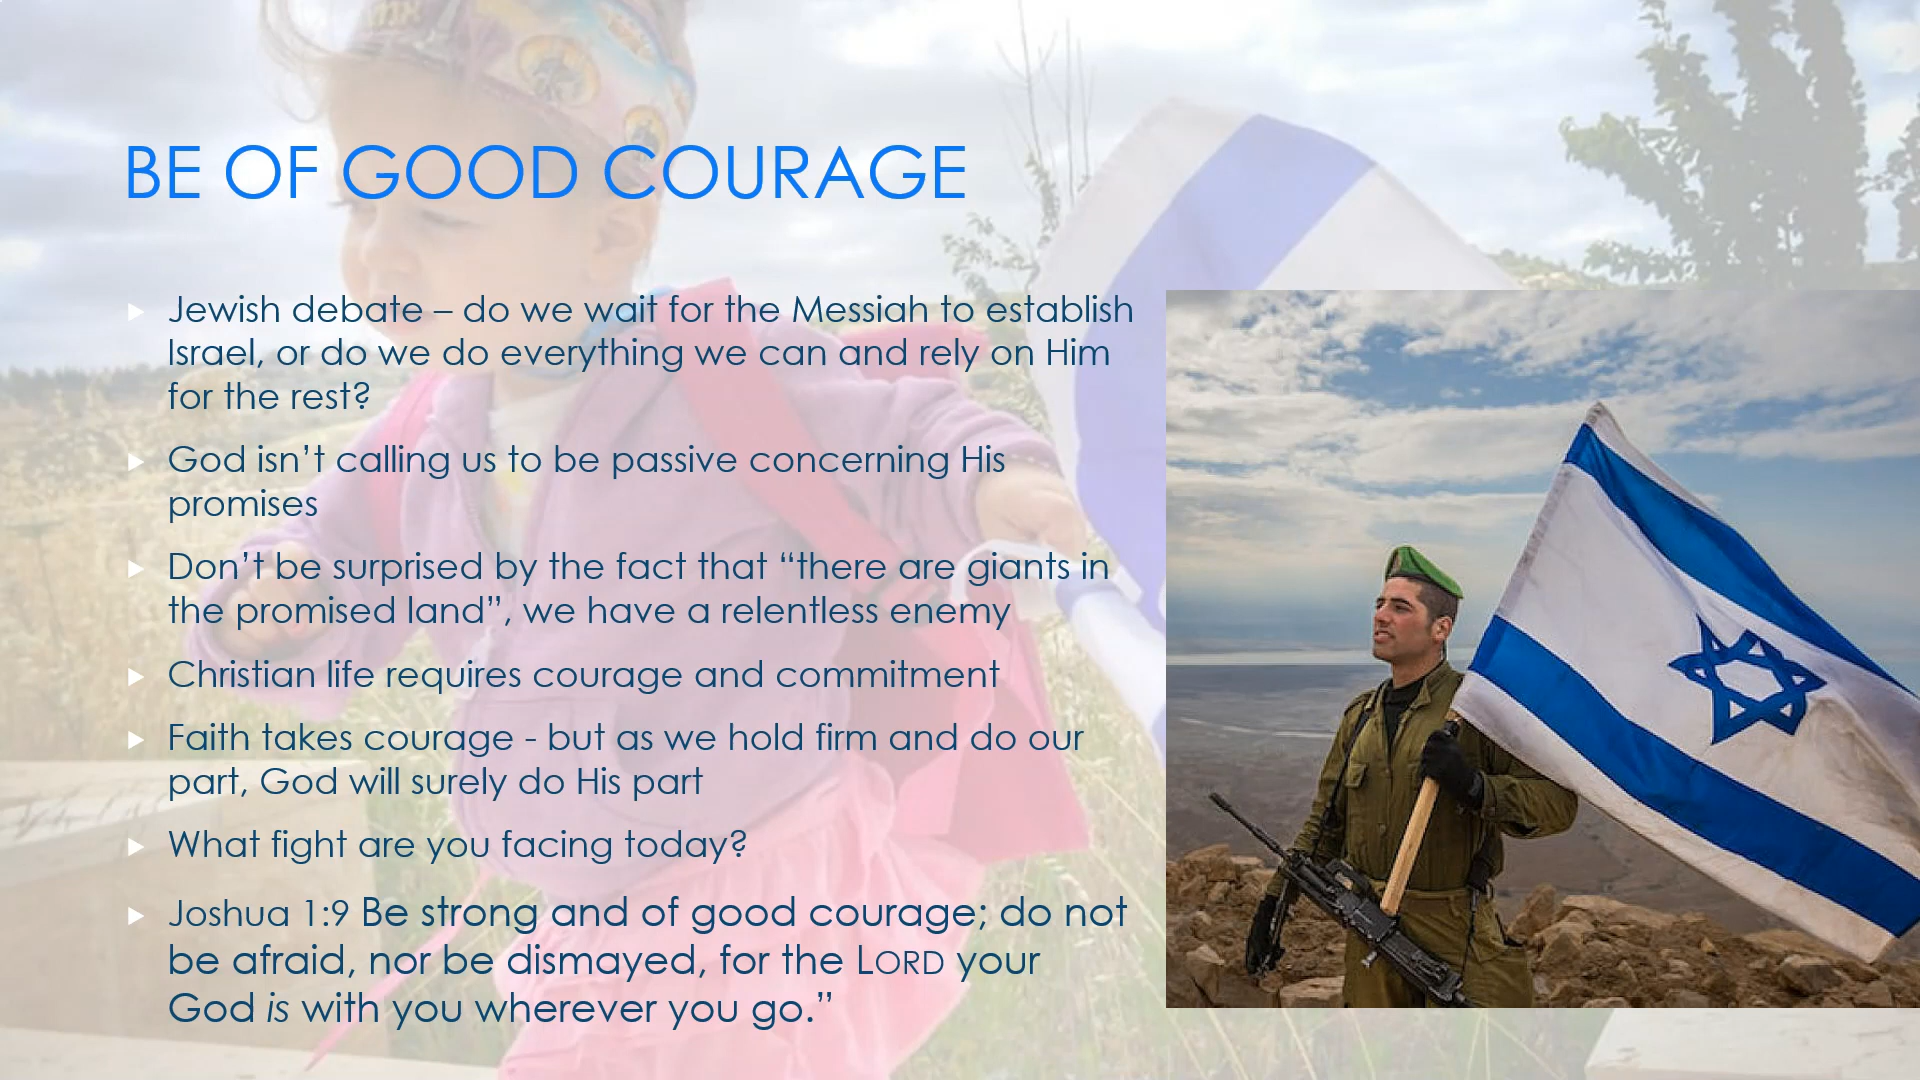 BE OF GOOD COURAGE
Jewish debate – do we wait for the Messiah to establish
Israel, or do we do everything we can and rely on Him
for the rest?
God isn’t calling us to be passive concerning His
promises
Don’t be surprised by the fact that “there are giants in
the promised land”, we have a relentless enemy
Christian life requires courage and commitment
Faith takes courage - but as we hold firm and do our
part, God will surely do His part
What fight are you facing today?
Joshua 1:9 Be strong and of good courage; do not
be afraid, nor be dismayed, for the LORD your
God is with you wherever you go.”